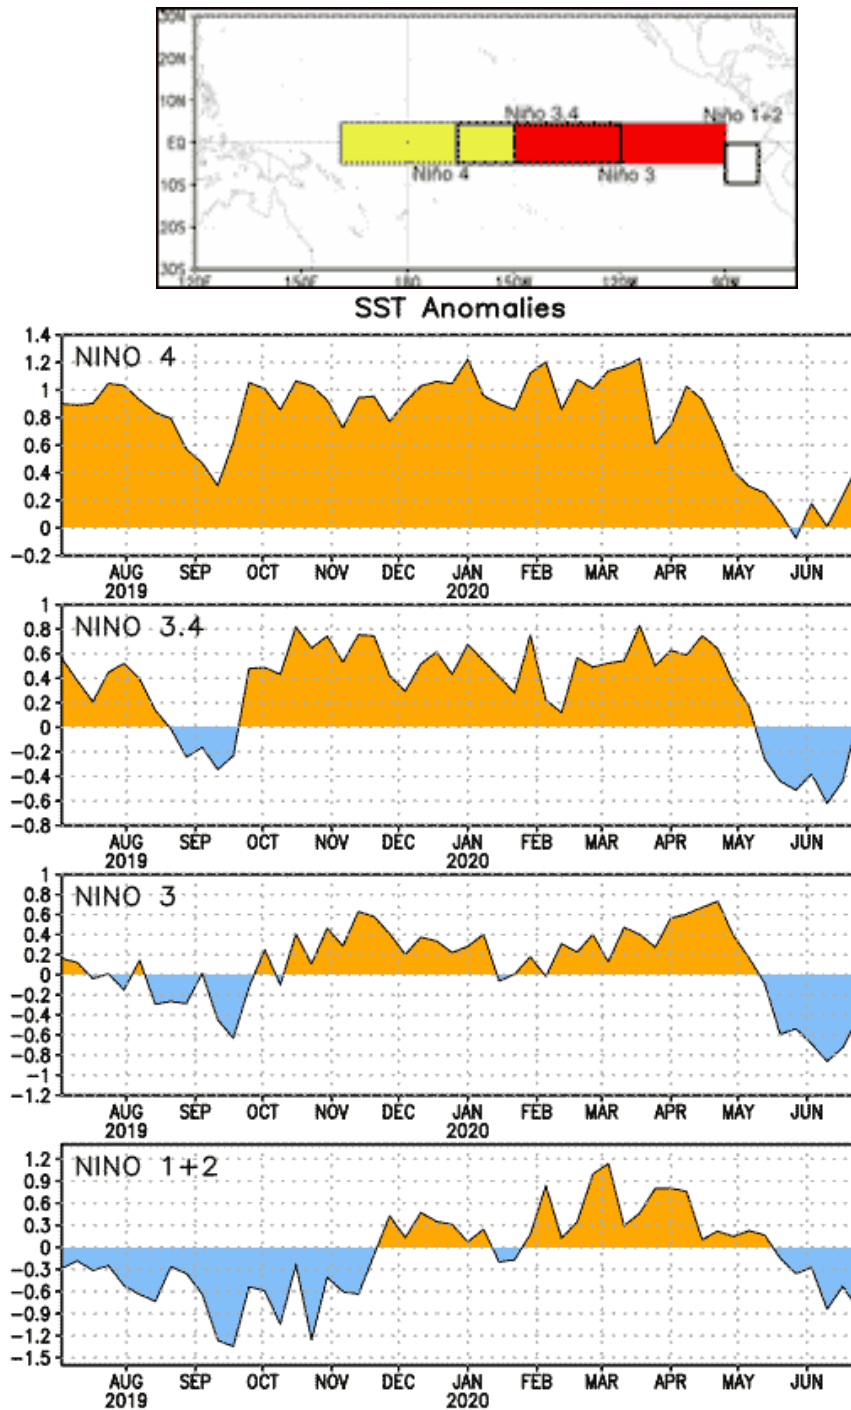 30N
20N
10N
EQ
10S
20S
30S
Niño 3.4
Niño 1+2
Niño 4
Niño 3
120E 150E 180 150W 120W 90W
SST Anomalies
NINO 4
1.4
1.2
1
0.8
0.6
0.4
0.2
0
-0.2
AUG SEP OCT NOV DEC JAN FEB MAR APR MAY JUN
2019 2020
NINO 3.4
1
0.8
0.6
0.4
0.2
0
-0.2
-0.4
-0.6
-0.8
AUG SEP OCT NOV DEC JAN FEB MAR APR MAY JUN
2019 2020
NINO 3
1
0.8
0.6
0.4
0.2
0
-0.2
-0.4
-0.6
-0.8
-1
-1.2
AUG SEP OCT NOV DEC JAN FEB MAR APR MAY JUN
2019 2020
NINO 1+2
1.2
0.9
0.6
0.3
0
-0.3
-0.6
-0.9
-1.2
-1.5
AUG SEP OCT NOV DEC JAN FEB MAR APR MAY JUN
2019 2020